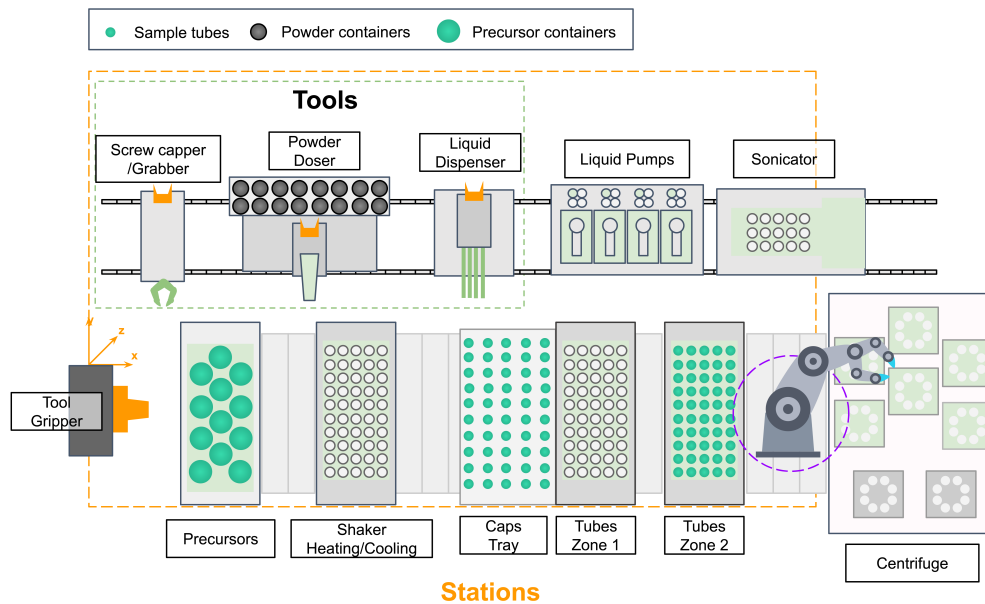 Sample tubes
Powder containers
Precursor containers
Tools
Screw capper
/Grabber
Powder
Doser
Liquid
Dispenser
Liquid Pumps
Sonicator
y
z
x
Tool
Gripper
Precursors
Shaker
Heating/Cooling
Caps
Tray
Tubes
Zone 1
Tubes
Zone 2
Centrifuge
Stations